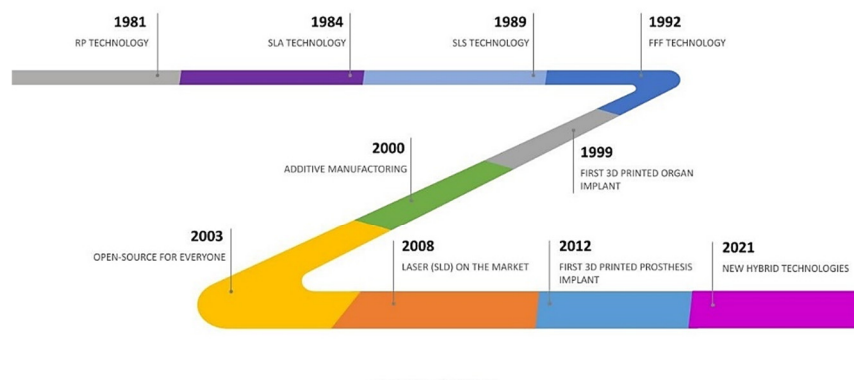 1981
RP TECHNOLOGY
1984
SLA TECHNOLOGY
1989
SLS TECHNOLOGY
1992
FFF TECHNOLOGY
1999
FIRST 3D PRINTED ORGAN
IMPLANT
2000
ADDITIVE MANUFACTORING
2003
OPEN-SOURCE FOR EVERYONE
2008
LASER (SLD) ON THE MARKET
2012
FIRST 3D PRINTED PROSTHESIS
IMPLANT
2021
NEW HYBRID TECHNOLOGIES